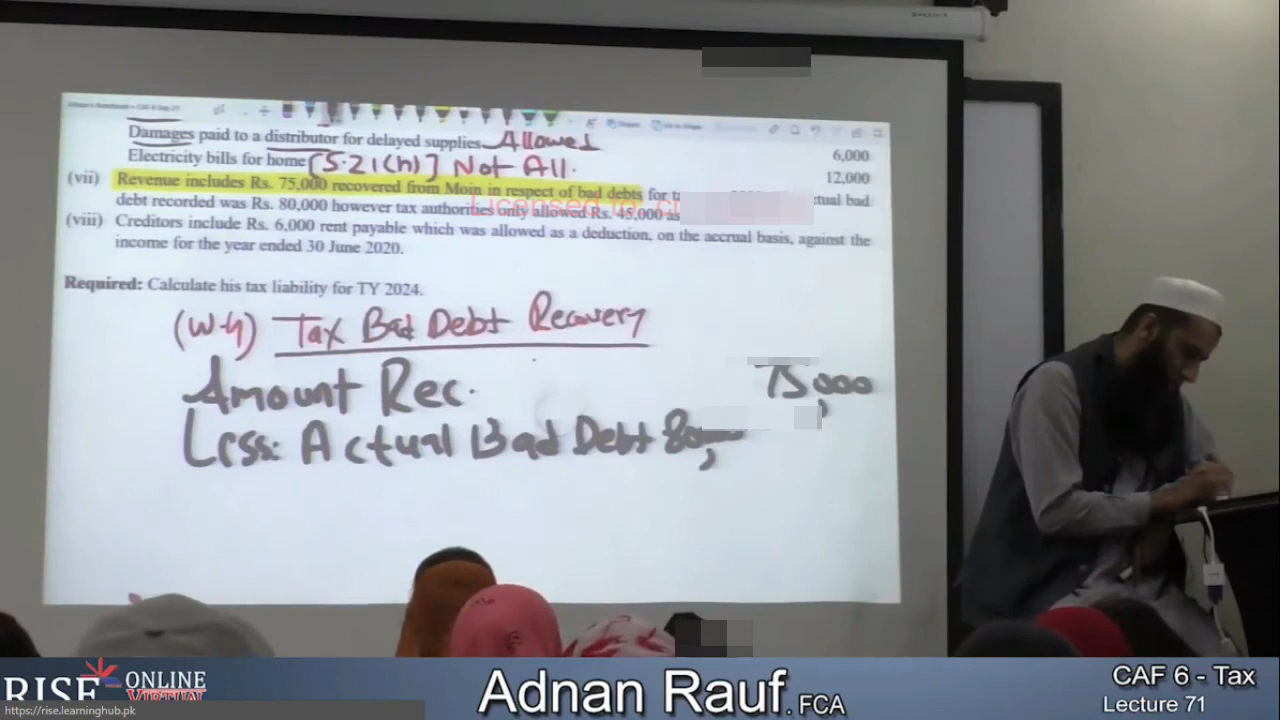 Damages paid to a distributor for delayed supplies Allowed 6,000
Electricity bills for home [S.21(h)] Not All. 12,000
(vii) Revenue includes Rs. 75,000 recovered from Moin in respect of bad debts for
debt recorded was Rs. 80,000 however tax authorities only allowed Rs. 45,000 as
bad
Licensed to:
(viii) Creditors include Rs. 6,000 rent payable which was allowed as a deduction, on the accrual basis, against the
income for the year ended 30 June 2020.
Required: Calculate his tax liability for TY 2024.
(W-4) Tax Bad Debt Recovery
Amount Rec. 75,000
Less: Actual Bad Debt
RISE ONLINE
VIRTUAL
https://rise.learninghub.pk
Adnan Rauf. FCA
CAF 6 - Tax
Lecture 71